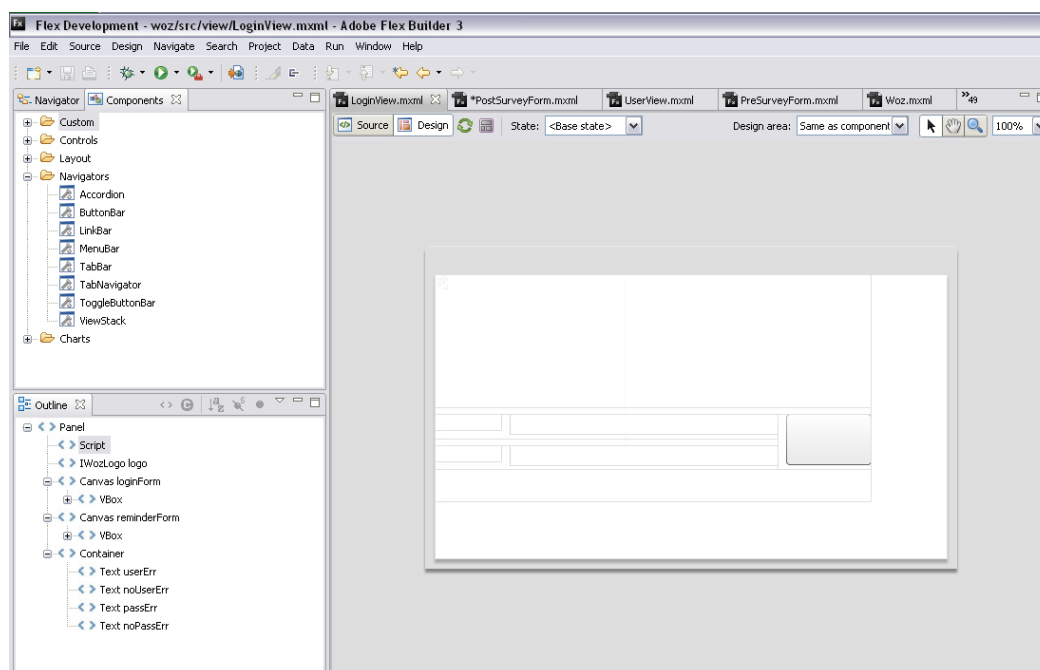 Fx Flex Development - woz/src/view/LoginView.mxml - Adobe Flex Builder 3
File Edit Source Design Navigate Search Project Data Run Window Help
Navigator Components
LoginView.mxml *PostSurveyForm.mxml UserView.mxml PreSurveyForm.mxml Woz.mxml »49
Source Design State: <Base state> Design area: Same as component 100%
Custom
Controls
Layout
Navigators
Accordion
ButtonBar
LinkBar
MenuBar
TabBar
TabNavigator
ToggleButtonBar
ViewStack
Charts
Outline
Panel
Script
IWozLogo logo
Canvas loginForm
VBox
Canvas reminderForm
VBox
Container
Text userErr
Text noUserErr
Text passErr
Text noPassErr